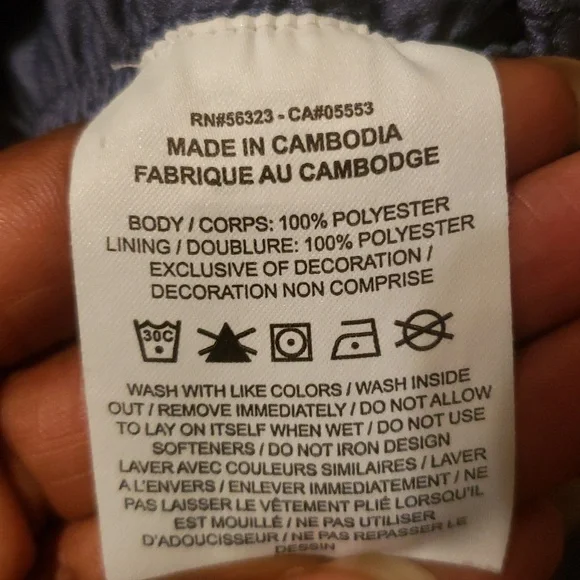 RN#56323 - CA#05553
MADE IN CAMBODIA
FABRIQUE AU CAMBODGE
BODY / CORPS: 100% POLYESTER
LINING / DOUBLURE: 100% POLYESTER
EXCLUSIVE OF DECORATION /
DECORATION NON COMPRISE
30C
WASH WITH LIKE COLORS / WASH INSIDE
OUT / REMOVE IMMEDIATELY / DO NOT ALLOW
TO LAY ON ITSELF WHEN WET / DO NOT USE
SOFTENERS / DO NOT IRON DESIGN
LAVER AVEC COULEURS SIMILAIRES / LAVER
A L'ENVERS / ENLEVER IMMEDIATEMENT / NE
PAS LAISSER LE VÊTEMENT PLIÉ LORSQU'IL
EST MOUILLÉ / NE PAS UTILISER
D'ADOUCISSEUR / NE PAS REPASSER LE
DESSIN